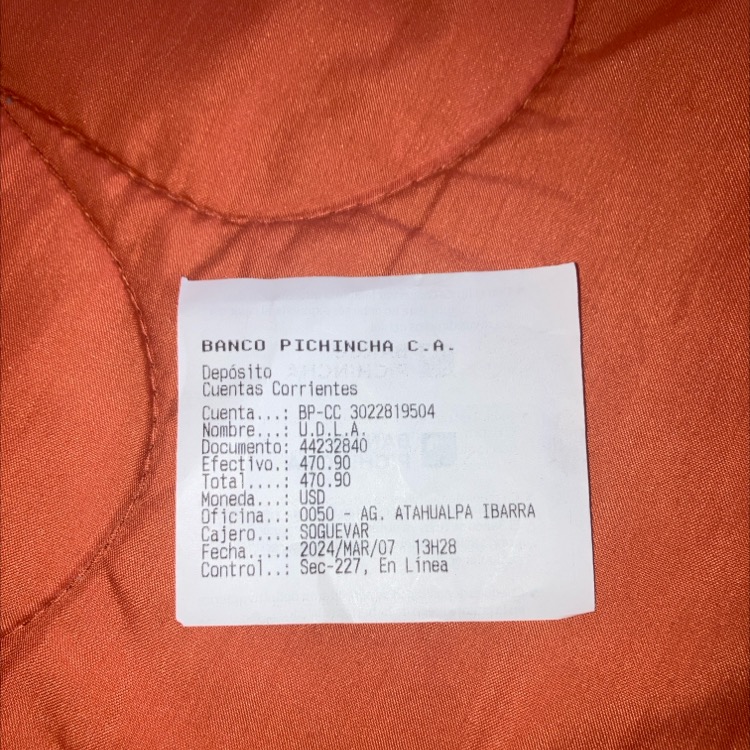 BANCO PICHINCHA C.A.
Depósito
Cuentas Corrientes
Cuenta...: BP-CC 3022819504
Nombre...: U.D.L.A.
Documento: 44232840
Efectivo.: 470.90
Total....: 470.90
Moneda...: USD
Oficina..: 0050 - AG. ATAHUALPA IBARRA
Cajero...: SOGUEVAR
Fecha....: 2024/MAR/07 13H28
Control..: Sec-227, En Línea